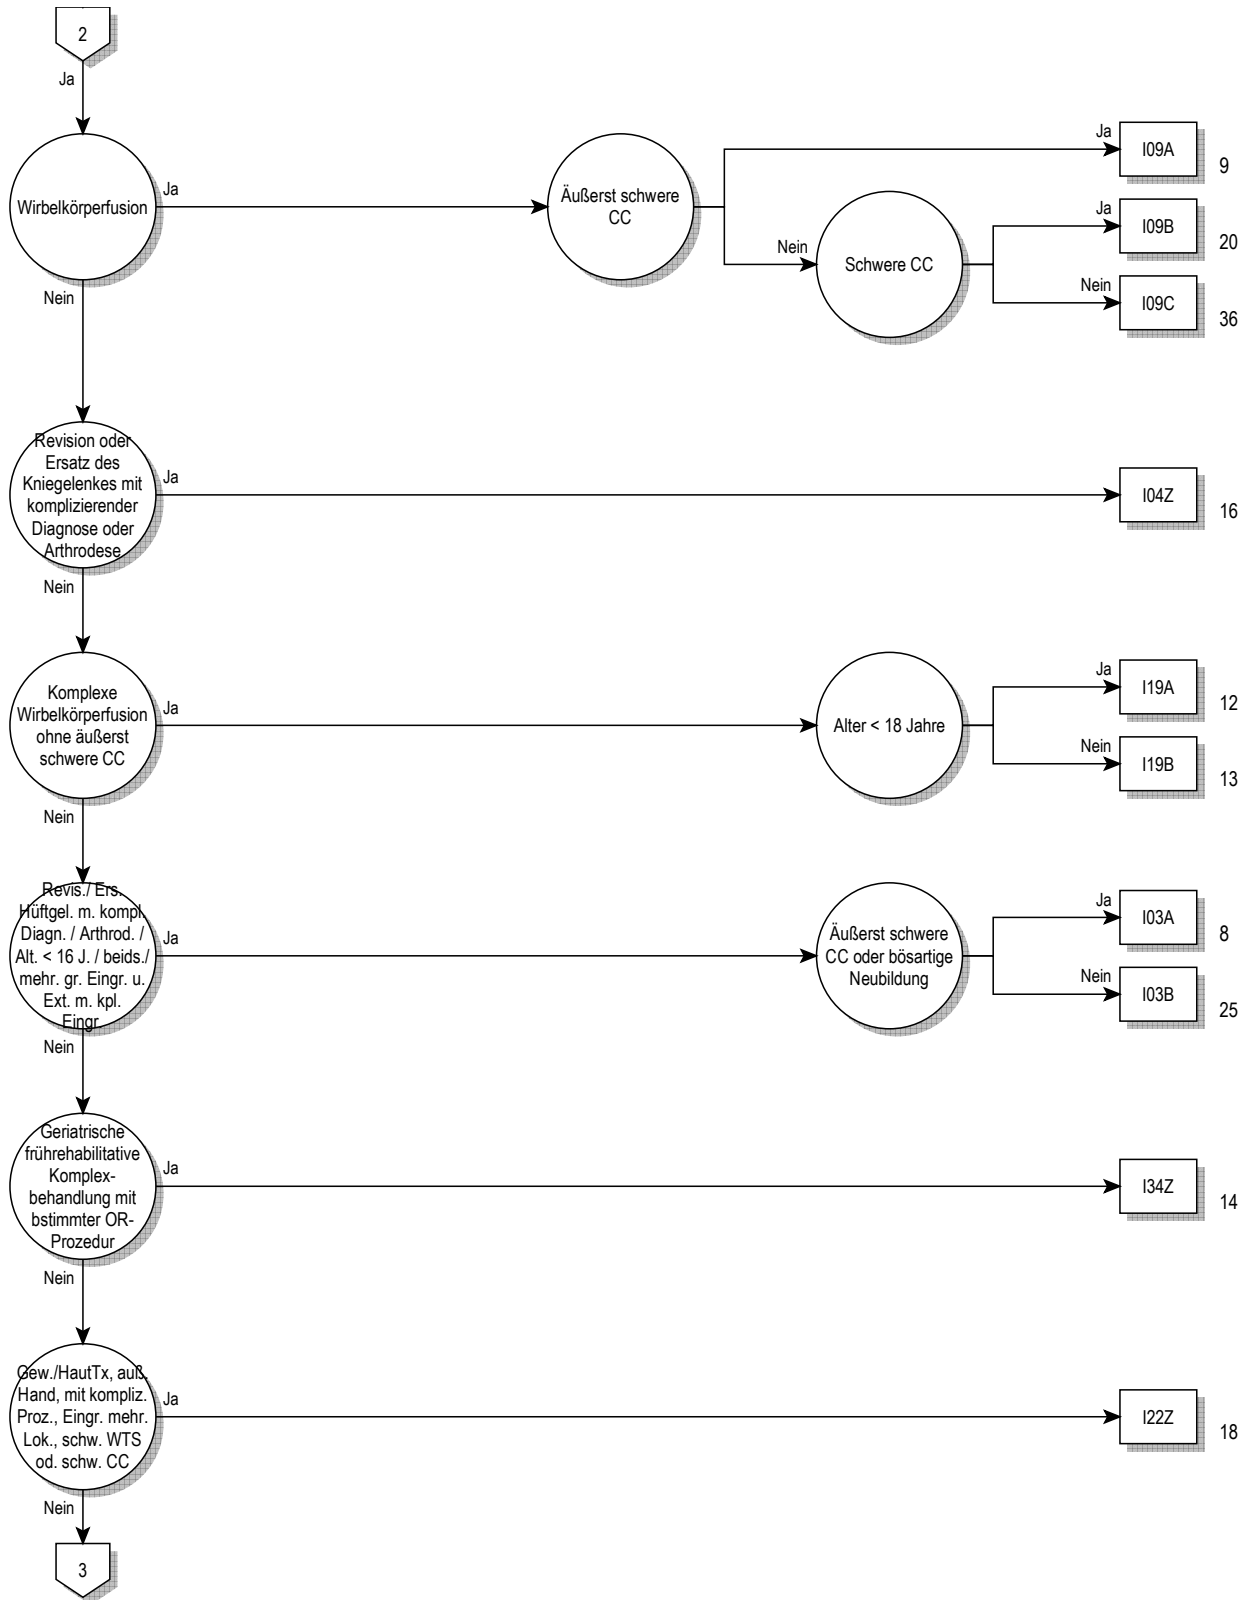 2
Ja
Wirbelkörperfusion
Ja
Äußerst schwere
CC
Ja
I09A
9
Nein
Schwere CC
Ja
I09B
20
Nein
I09C
36
Nein
Revision oder
Ersatz des
Kniegelenkes mit
komplizierender
Diagnose oder
Arthrodese
Ja
I04Z
16
Nein
Komplexe
Wirbelkörperfusion
ohne äußerst
schwere CC
Ja
Alter < 18 Jahre
Ja
I19A
12
Nein
I19B
13
Nein
Revis./ Ers.
Hüftgel. m. kompl.
Diagn. / Arthrod. /
Alt. < 16 J. / beids./
mehr. gr. Eingr. u.
Ext. m. kpl.
Eingr.
Ja
Äußerst schwere
CC oder bösartige
Neubildung
Ja
I03A
8
Nein
I03B
25
Nein
Geriatrische
frührehabilitative
Komplex-
behandlung mit
bstimmter OR-
Prozedur
Ja
I34Z
14
Nein
Gew./HautTx, auß.
Hand, mit kompliz.
Proz., Eingr. mehr.
Lok., schw. WTS
od. schw. CC
Ja
I22Z
18
Nein
3